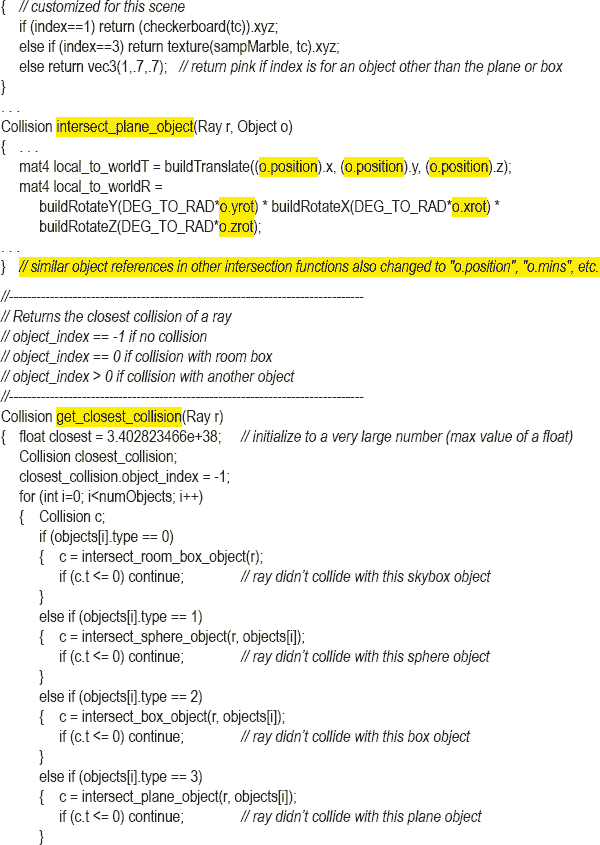 { // customized for this scene
if (index==1) return (checkerboard(tc)).xyz;
else if (index==3) return texture(sampMarble, tc).xyz;
else return vec3(1,.7,.7); // return pink if index is for an object other than the plane or box
}
. . .
Collision intersect_plane_object(Ray r, Object o)
{ . . .
mat4 local_to_worldT = buildTranslate((o.position).x, (o.position).y, (o.position).z);
mat4 local_to_worldR =
buildRotateY(DEG_TO_RAD*o.yrot) * buildRotateX(DEG_TO_RAD*o.xrot) *
buildRotateZ(DEG_TO_RAD*o.zrot);
. . .
} // similar object references in other intersection functions also changed to "o.position", "o.mins", etc.
//------------------------------------------------------------------------------
// Returns the closest collision of a ray
// object_index == -1 if no collision
// object_index == 0 if collision with room box
// object_index > 0 if collision with another object
//------------------------------------------------------------------------------
Collision get_closest_collision(Ray r)
{ float closest = 3.402823466e+38; // initialize to a very large number (max value of a float)
Collision closest_collision;
closest_collision.object_index = -1;
for (int i=0; i<numObjects; i++)
{ Collision c;
if (objects[i].type == 0)
{ c = intersect_room_box_object(r);
if (c.t <= 0) continue; // ray didn’t collide with this skybox object
}
else if (objects[i].type == 1)
{ c = intersect_sphere_object(r, objects[i]);
if (c.t <= 0) continue; // ray didn’t collide with this sphere object
}
else if (objects[i].type == 2)
{ c = intersect_box_object(r, objects[i]);
if (c.t <= 0) continue; // ray didn’t collide with this box object
}
else if (objects[i].type == 3)
{ c = intersect_plane_object(r, objects[i]);
if (c.t <= 0) continue; // ray didn’t collide with this plane object
}